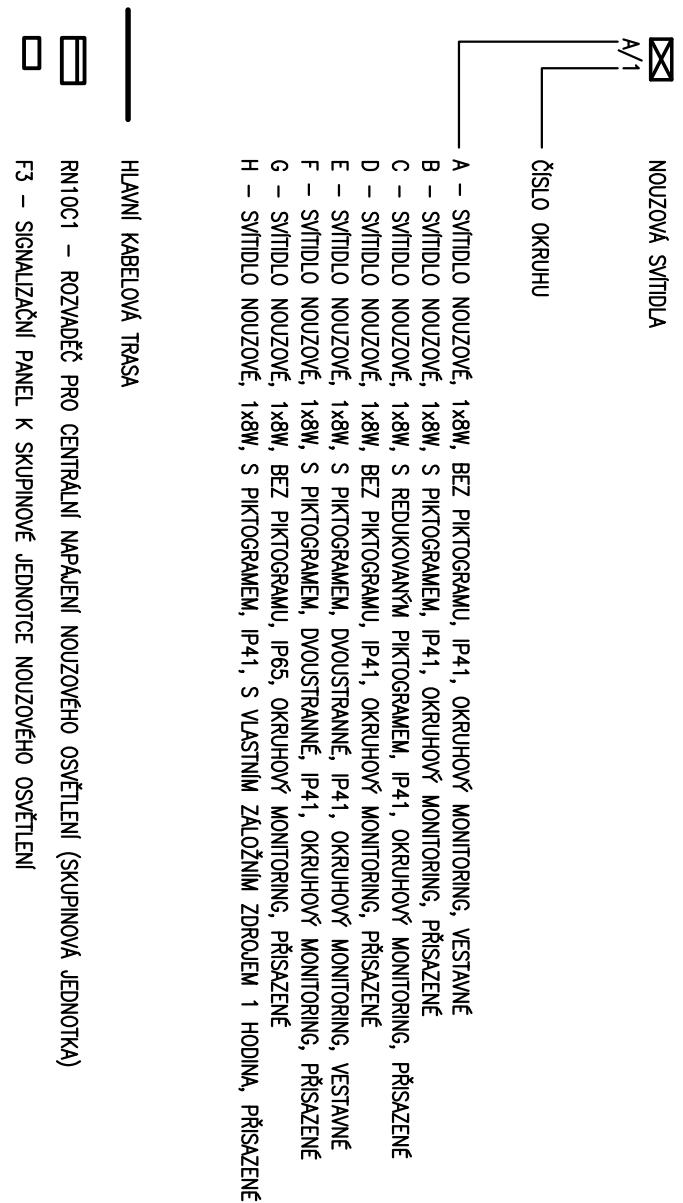 NOUZOVÁ SVÍTIDLA
A/1
ČÍSLO OKRUHU
A – SVÍTIDLO NOUZOVÉ, 1x8W, BEZ PIKTOGRAMU, IP41, OKRUHOVÝ MONITORING, VESTAVNÉ
B – SVÍTIDLO NOUZOVÉ, 1x8W, S PIKTOGRAMEM, IP41, OKRUHOVÝ MONITORING, PŘISAZENÉ
C – SVÍTIDLO NOUZOVÉ, 1x8W, S REDUKOVANÝM PIKTOGRAMEM, IP41, OKRUHOVÝ MONITORING, PŘISAZENÉ
D – SVÍTIDLO NOUZOVÉ, 1x8W, BEZ PIKTOGRAMU, IP41, OKRUHOVÝ MONITORING, PŘISAZENÉ
E – SVÍTIDLO NOUZOVÉ, 1x8W, S PIKTOGRAMEM, DVOUSTRANNÉ, IP41, OKRUHOVÝ MONITORING, VESTAVNÉ
F – SVÍTIDLO NOUZOVÉ, 1x8W, S PIKTOGRAMEM, DVOUSTRANNÉ, IP41, OKRUHOVÝ MONITORING, PŘISAZENÉ
G – SVÍTIDLO NOUZOVÉ, 1x8W, BEZ PIKTOGRAMU, IP65, OKRUHOVÝ MONITORING, PŘISAZENÉ
H – SVÍTIDLO NOUZOVÉ, 1x8W, S PIKTOGRAMEM, IP41, S VLASTNÍM ZÁLOŽNÍM ZDROJEM 1 HODINA, PŘISAZENÉ
HLAVNÍ KABELOVÁ TRASA
RN10C1 – ROZVADĚČ PRO CENTRÁLNÍ NAPÁJENÍ NOUZOVÉHO OSVĚTLENÍ (SKUPINOVÁ JEDNOTKA)
F3 – SIGNALIZAČNÍ PANEL K SKUPINOVÉ JEDNOTCE NOUZOVÉHO OSVĚTLENÍ